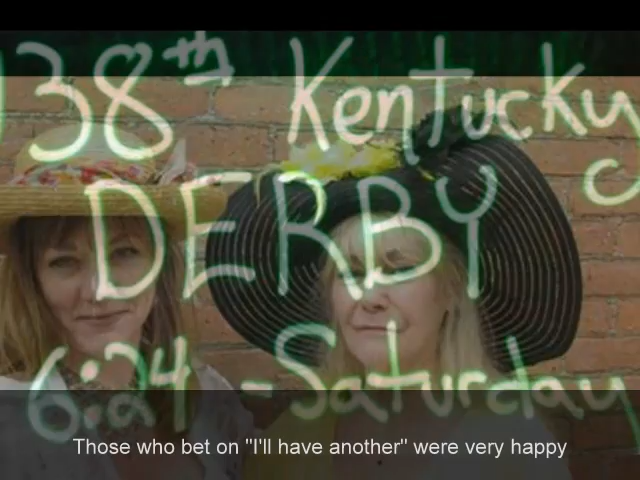 138th Kentucky
DERBY
6:24 - Saturday
Those who bet on "I'll have another" were very happy